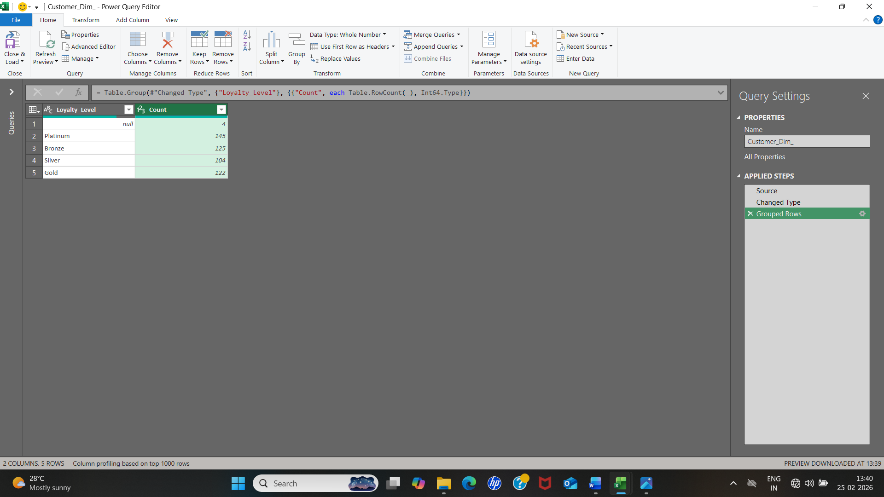 Customer_Dim_ - Power Query Editor
File Home Transform Add Column View
Close & Load
Close
Refresh Preview
Properties
Advanced Editor
Manage
Query
Choose Columns
Remove Columns
Manage Columns
Keep Rows
Remove Rows
Reduce Rows
Sort
Split Column
Group By
Data Type: Whole Number
Use First Row as Headers
Replace Values
Transform
Merge Queries
Append Queries
Combine Files
Combine
Manage Parameters
Parameters
Data source settings
Data Sources
New Source
Recent Sources
Enter Data
New Query
Queries
= Table.Group(#"Changed Type", {"Loyalty_Level"}, {{"Count", each Table.RowCount(_), Int64.Type}})
Loyalty_Level Count
1 null 4
2 Platinum 145
3 Bronze 125
4 Silver 104
5 Gold 122
Query Settings
PROPERTIES
Name
Customer_Dim_
All Properties
APPLIED STEPS
Source
Changed Type
Grouped Rows
2 COLUMNS, 5 ROWS Column profiling based on top 1000 rows
PREVIEW DOWNLOADED AT 13:39
28°C
Mostly sunny
Search
ENG
IN
13:40
25-02-2026